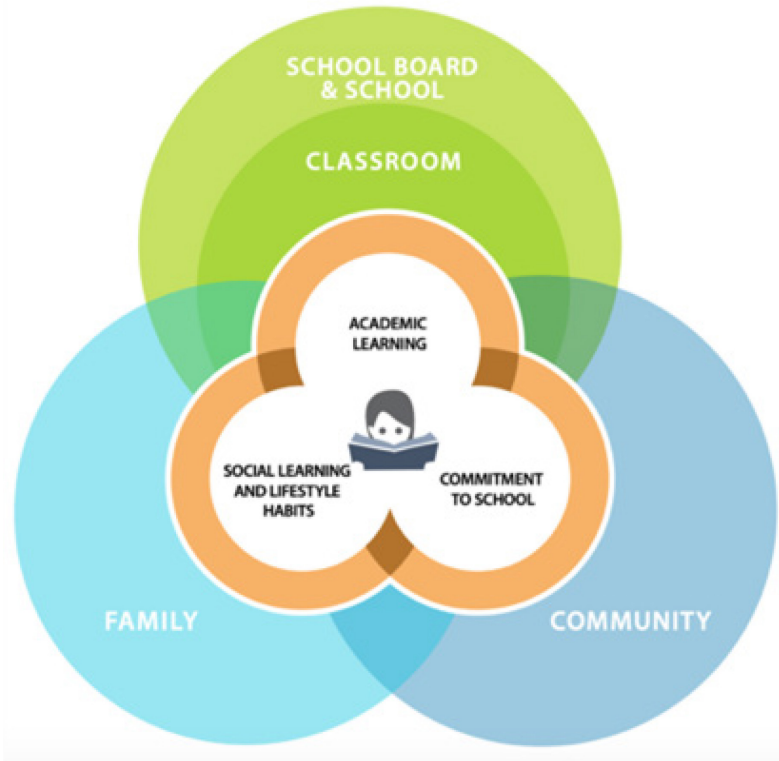 SCHOOL BOARD
& SCHOOL
CLASSROOM
ACADEMIC
LEARNING
SOCIAL LEARNING
AND LIFESTYLE
HABITS
COMMITMENT
TO SCHOOL
FAMILY
COMMUNITY